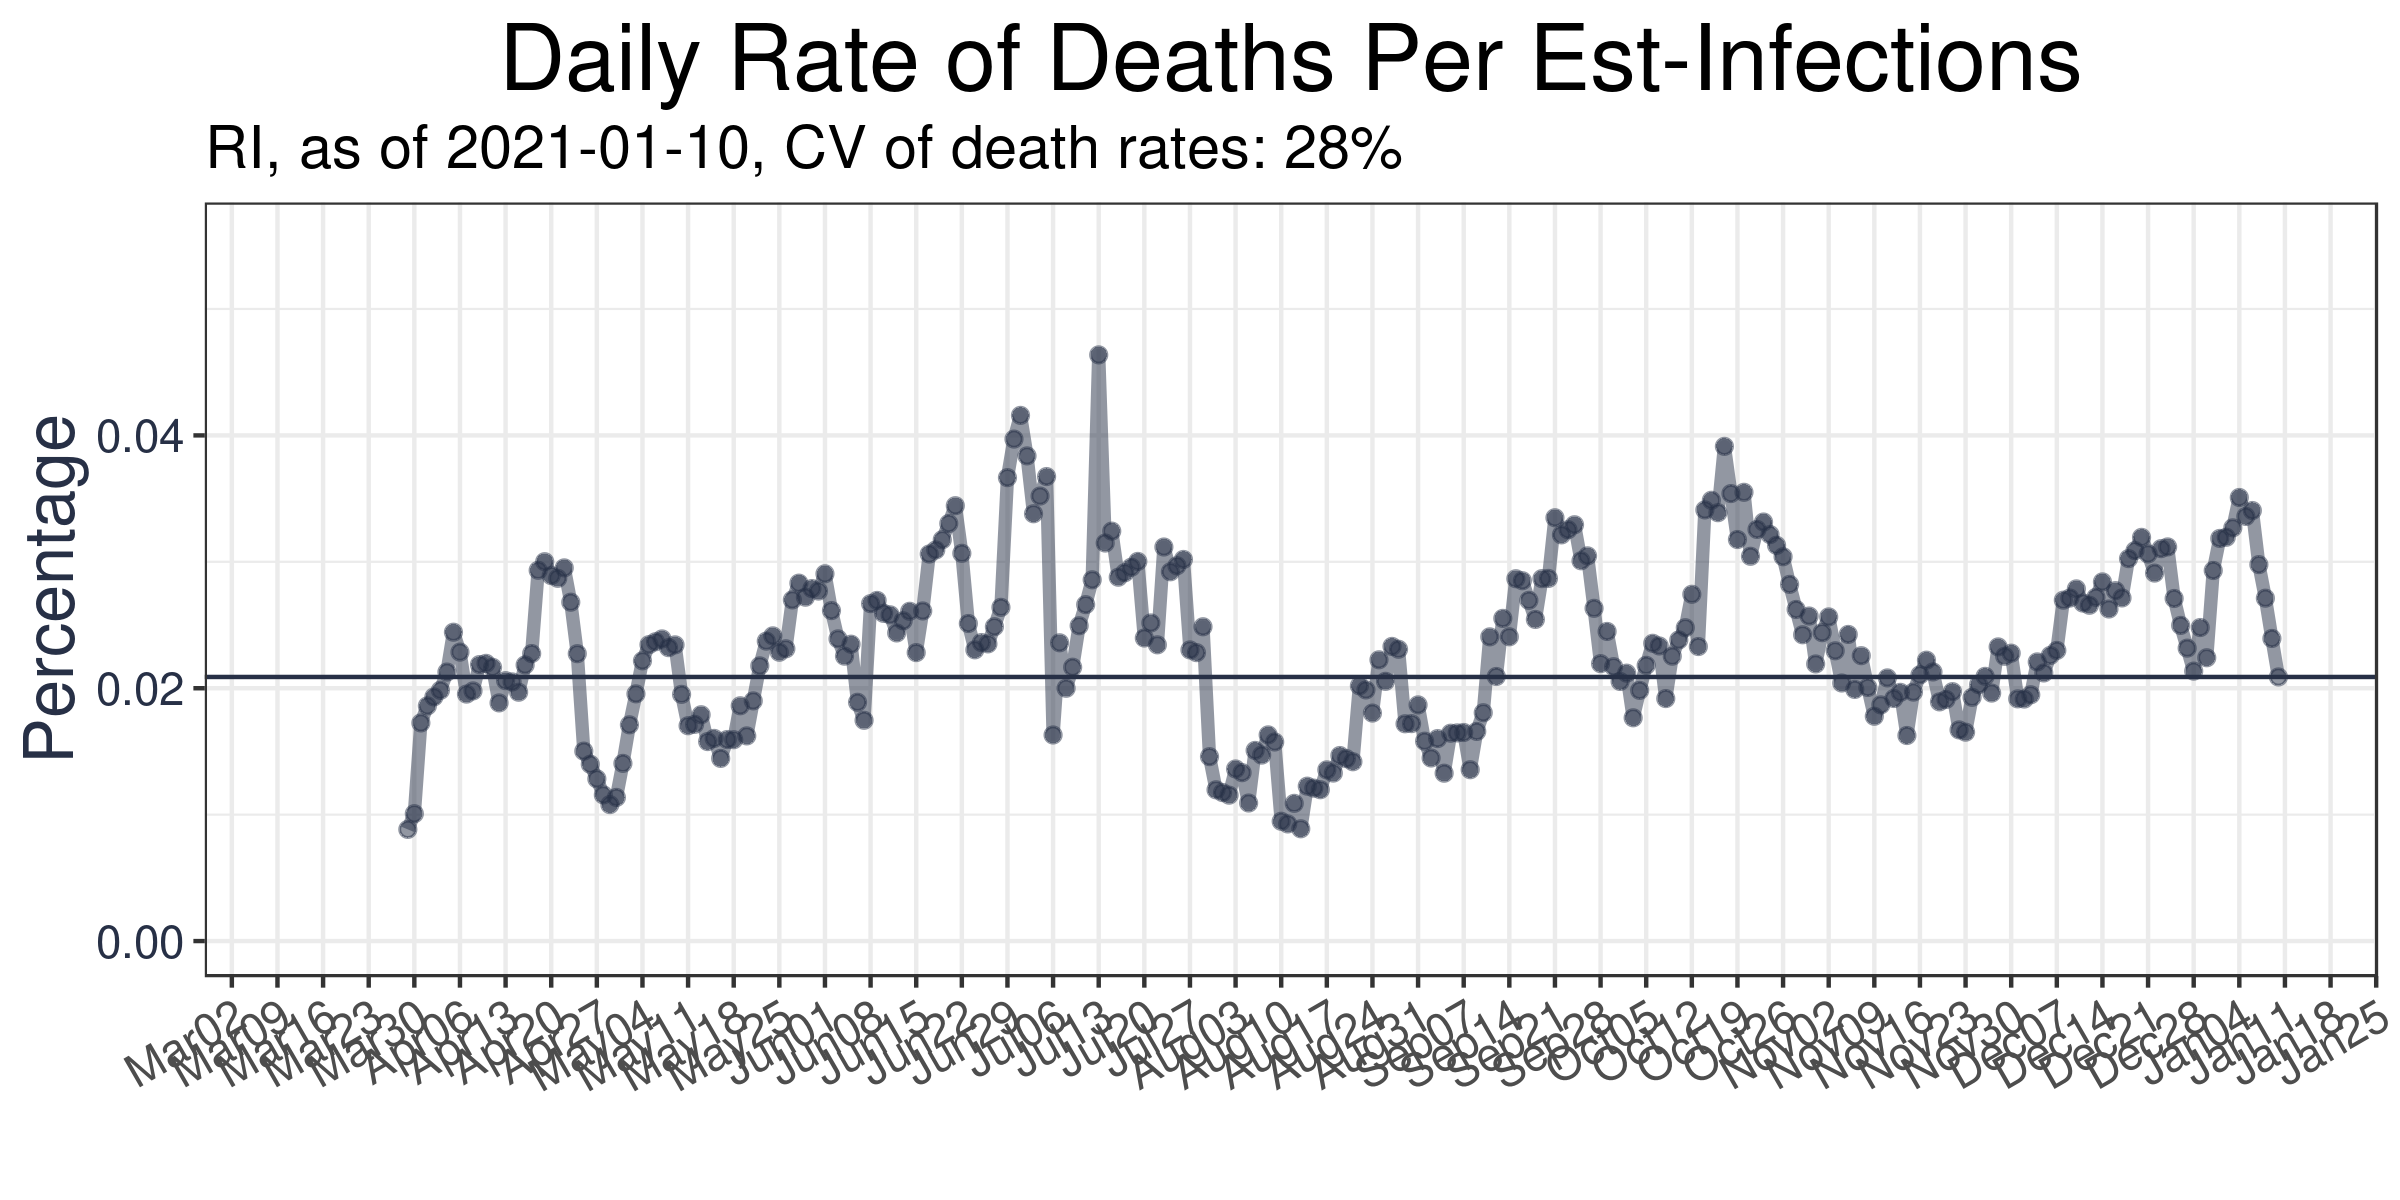 Daily Rate of Deaths Per Est-Infections
RI, as of 2021-01-10, CV of death rates: 28%
Percentage
0.04
0.02
0.00
Mar02
Mar09
Mar16
Mar23
Mar30
Apr06
Apr13
Apr20
Apr27
May04
May11
May18
May25
Jun01
Jun08
Jun15
Jun22
Jun29
Jul06
Jul13
Jul20
Jul27
Aug03
Aug10
Aug17
Aug24
Aug31
Sep07
Sep14
Sep21
Sep28
Oct05
Oct12
Oct19
Oct26
Nov02
Nov09
Nov16
Nov23
Nov30
Dec07
Dec14
Dec21
Dec28
Jan04
Jan11
Jan18
Jan25